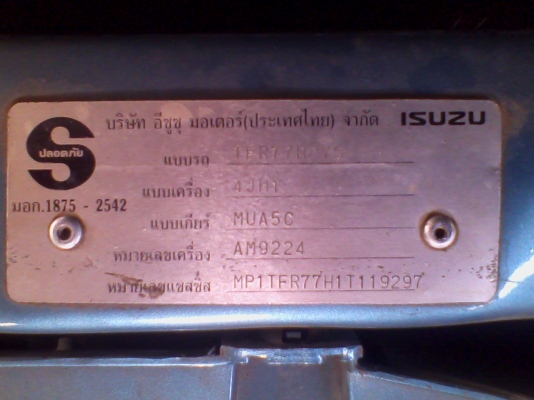 บริษัท อีซูซุ มอเตอร์(ประเทศไทย) จำกัด ISUZU
S
ปลอดภัย
มอก.1875 - 2542
แบบรถ
แบบเครื่อง 4JH1
แบบเกียร์ MUA5C
หมายเลขเครื่อง AM9224
หมายเลขแชสซีส์ MP1TFR77H1T119297